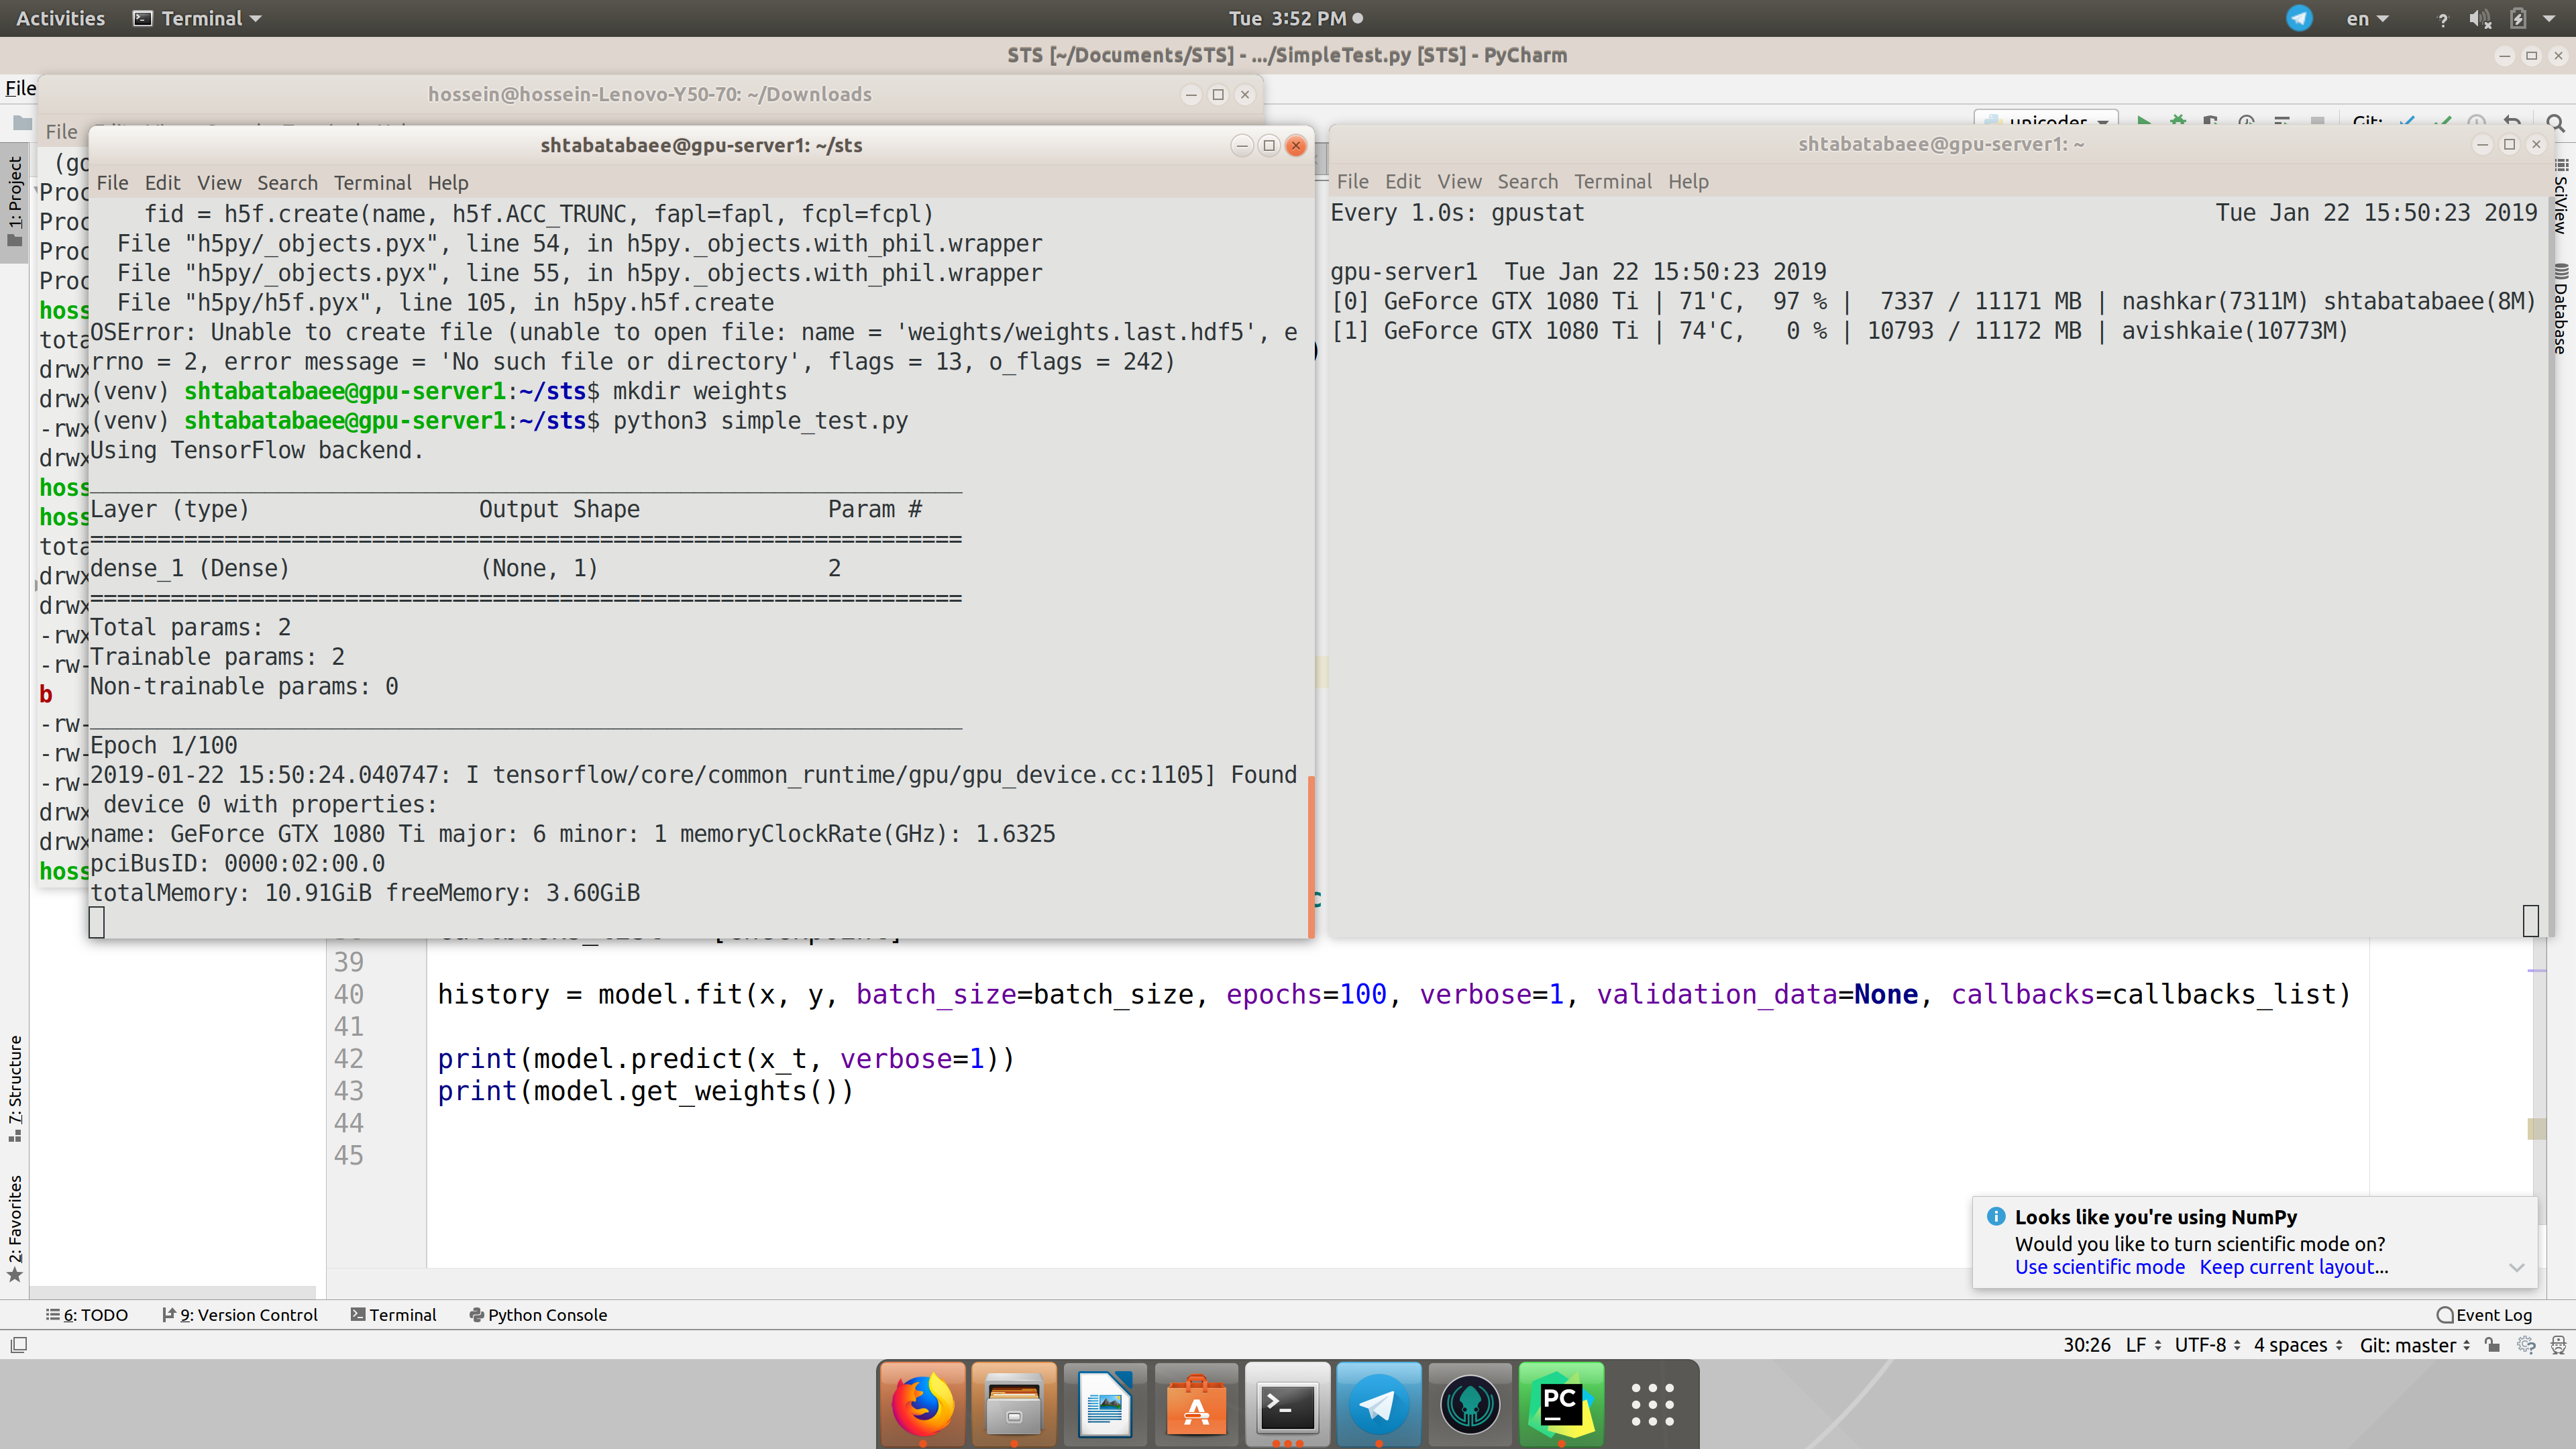 Activities
Terminal
Tue 3:52 PM
en
STS [~/Documents/STS] - .../SimpleTest.py [STS] - PyCharm
File
hossein@hossein-Lenovo-Y50-70: ~/Downloads
File
unicoder
Git:
(go
Proc
Proc
Proc
Proc
hoss
tota
drwx
drwx
-rwx
drwx
hoss
hoss
tota
drwx
drwx
-rwx
-rw-
b
-rw-
-rw-
-rw-
drwx
drwx
hoss
shtabatabaee@gpu-server1: ~/sts
File Edit View Search Terminal Help
fid = h5f.create(name, h5f.ACC_TRUNC, fapl=fapl, fcpl=fcpl)
File "h5py/_objects.pyx", line 54, in h5py._objects.with_phil.wrapper
File "h5py/_objects.pyx", line 55, in h5py._objects.with_phil.wrapper
File "h5py/h5f.pyx", line 105, in h5py.h5f.create
OSError: Unable to create file (unable to open file: name = 'weights/weights.last.hdf5', e
rrno = 2, error message = 'No such file or directory', flags = 13, o_flags = 242)
(venv) shtabatabaee@gpu-server1:~/sts$ mkdir weights
(venv) shtabatabaee@gpu-server1:~/sts$ python3 simple_test.py
Using TensorFlow backend.
_________________________________________________________________
Layer (type) Output Shape Param #
=================================================================
dense_1 (Dense) (None, 1) 2
=================================================================
Total params: 2
Trainable params: 2
Non-trainable params: 0
_________________________________________________________________
Epoch 1/100
2019-01-22 15:50:24.040747: I tensorflow/core/common_runtime/gpu/gpu_device.cc:1105] Found
device 0 with properties:
name: GeForce GTX 1080 Ti major: 6 minor: 1 memoryClockRate(GHz): 1.6325
pciBusID: 0000:02:00.0
totalMemory: 10.91GiB freeMemory: 3.60GiB
shtabatabaee@gpu-server1: ~
File Edit View Search Terminal Help
Every 1.0s: gpustat Tue Jan 22 15:50:23 2019
gpu-server1 Tue Jan 22 15:50:23 2019
[0] GeForce GTX 1080 Ti | 71'C, 97 % | 7337 / 11171 MB | nashkar(7311M) shtabatabaee(8M)
[1] GeForce GTX 1080 Ti | 74'C, 0 % | 10793 / 11172 MB | avishkaie(10773M)
1: Project
7: Structure
2: Favorites
SciView
Database
39
40 history = model.fit(x, y, batch_size=batch_size, epochs=100, verbose=1, validation_data=None, callbacks=callbacks_list)
41
42 print(model.predict(x_t, verbose=1))
43 print(model.get_weights())
44
45
Looks like you're using NumPy
Would you like to turn scientific mode on?
Use scientific mode Keep current layout...
6: TODO
9: Version Control
Terminal
Python Console
Event Log
30:26 LF UTF-8 4 spaces Git: master
PC